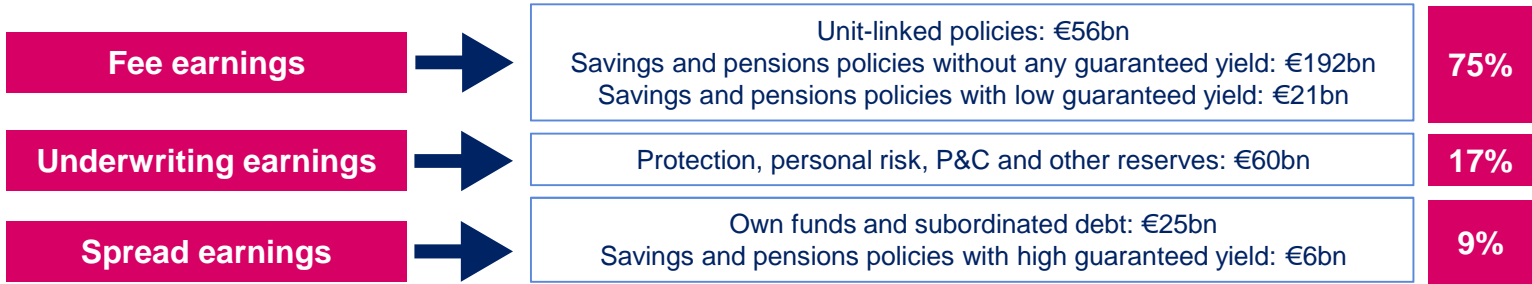 Fee earnings
Unit-linked policies: €56bn
Savings and pensions policies without any guaranteed yield: €192bn
Savings and pensions policies with low guaranteed yield: €21bn
75%
Underwriting earnings
Protection, personal risk, P&C and other reserves: €60bn
17%
Spread earnings
Own funds and subordinated debt: €25bn
Savings and pensions policies with high guaranteed yield: €6bn
9%